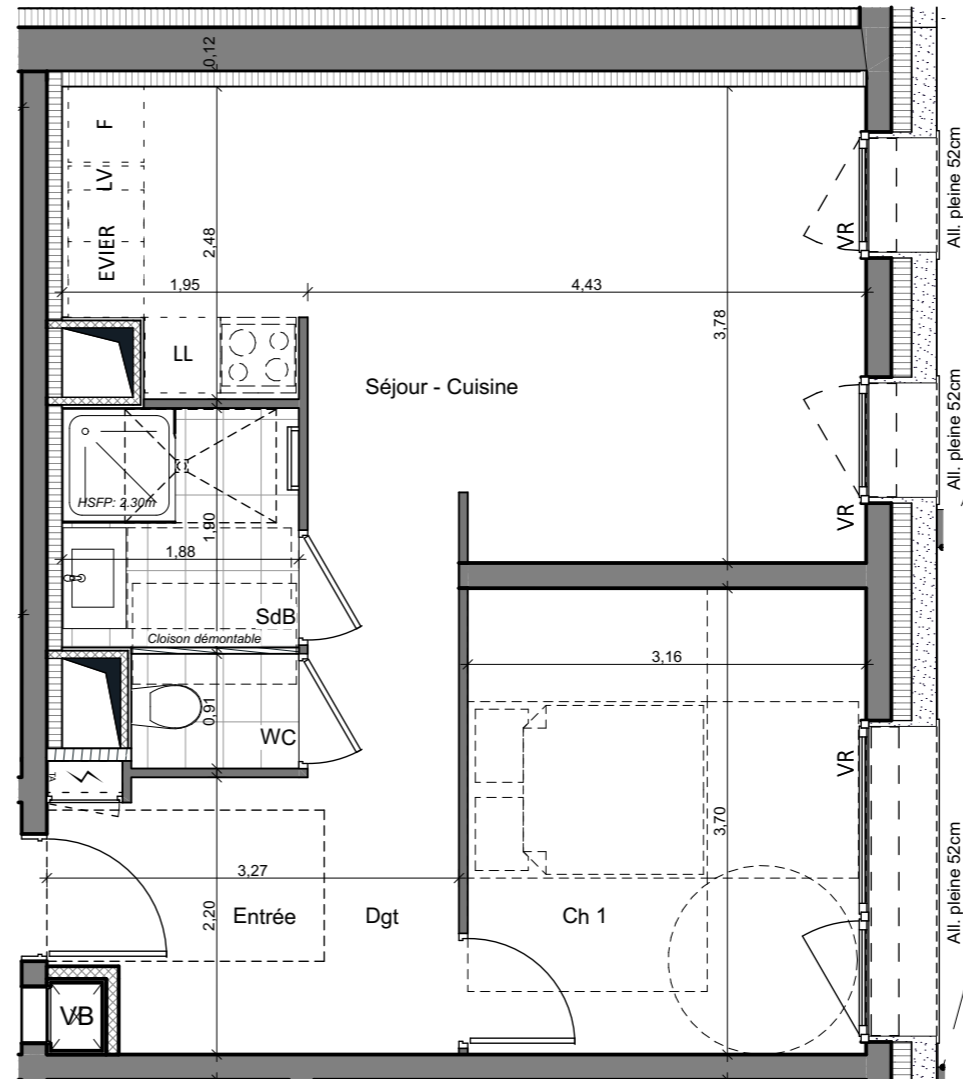 0,12
F
LV
EVIER
2,48
1,95
4,43
VR
All. pleine 52cm
3,78
LL
Séjour - Cuisine
All. pleine 52cm
HSFP: 2.30m
1,90
VR
1,88
SdB
Cloison démontable
3,16
0,91
WC
VR
3,70
All. pleine 52cm
3,27
2,20
Entrée
Dgt
Ch 1
VB